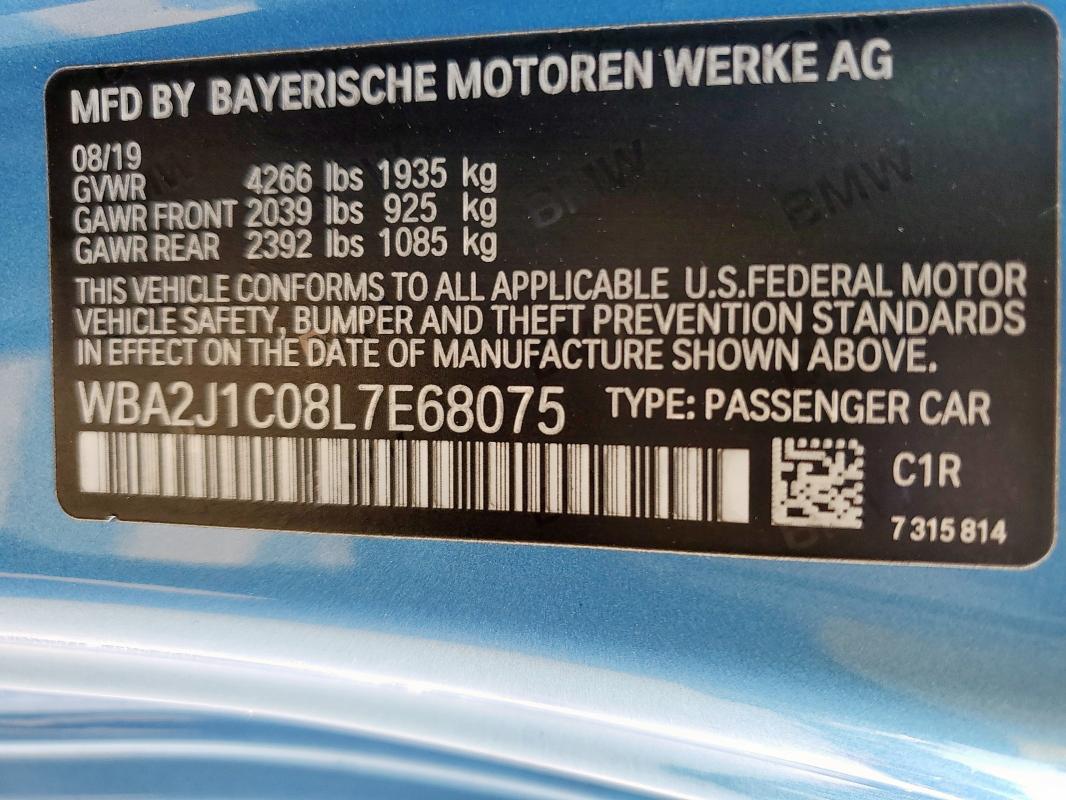 MFD BY BAYERISCHE MOTOREN WERKE AG
08/19
GVWR 4266 lbs 1935 kg
GAWR FRONT 2039 lbs 925 kg
GAWR REAR 2392 lbs 1085 kg
THIS VEHICLE CONFORMS TO ALL APPLICABLE U.S.FEDERAL MOTOR
VEHICLE SAFETY, BUMPER AND THEFT PREVENTION STANDARDS
IN EFFECT ON THE DATE OF MANUFACTURE SHOWN ABOVE.
WBA2J1C08L7E68075 TYPE: PASSENGER CAR
C1R
7 315 814
BMW
BMW